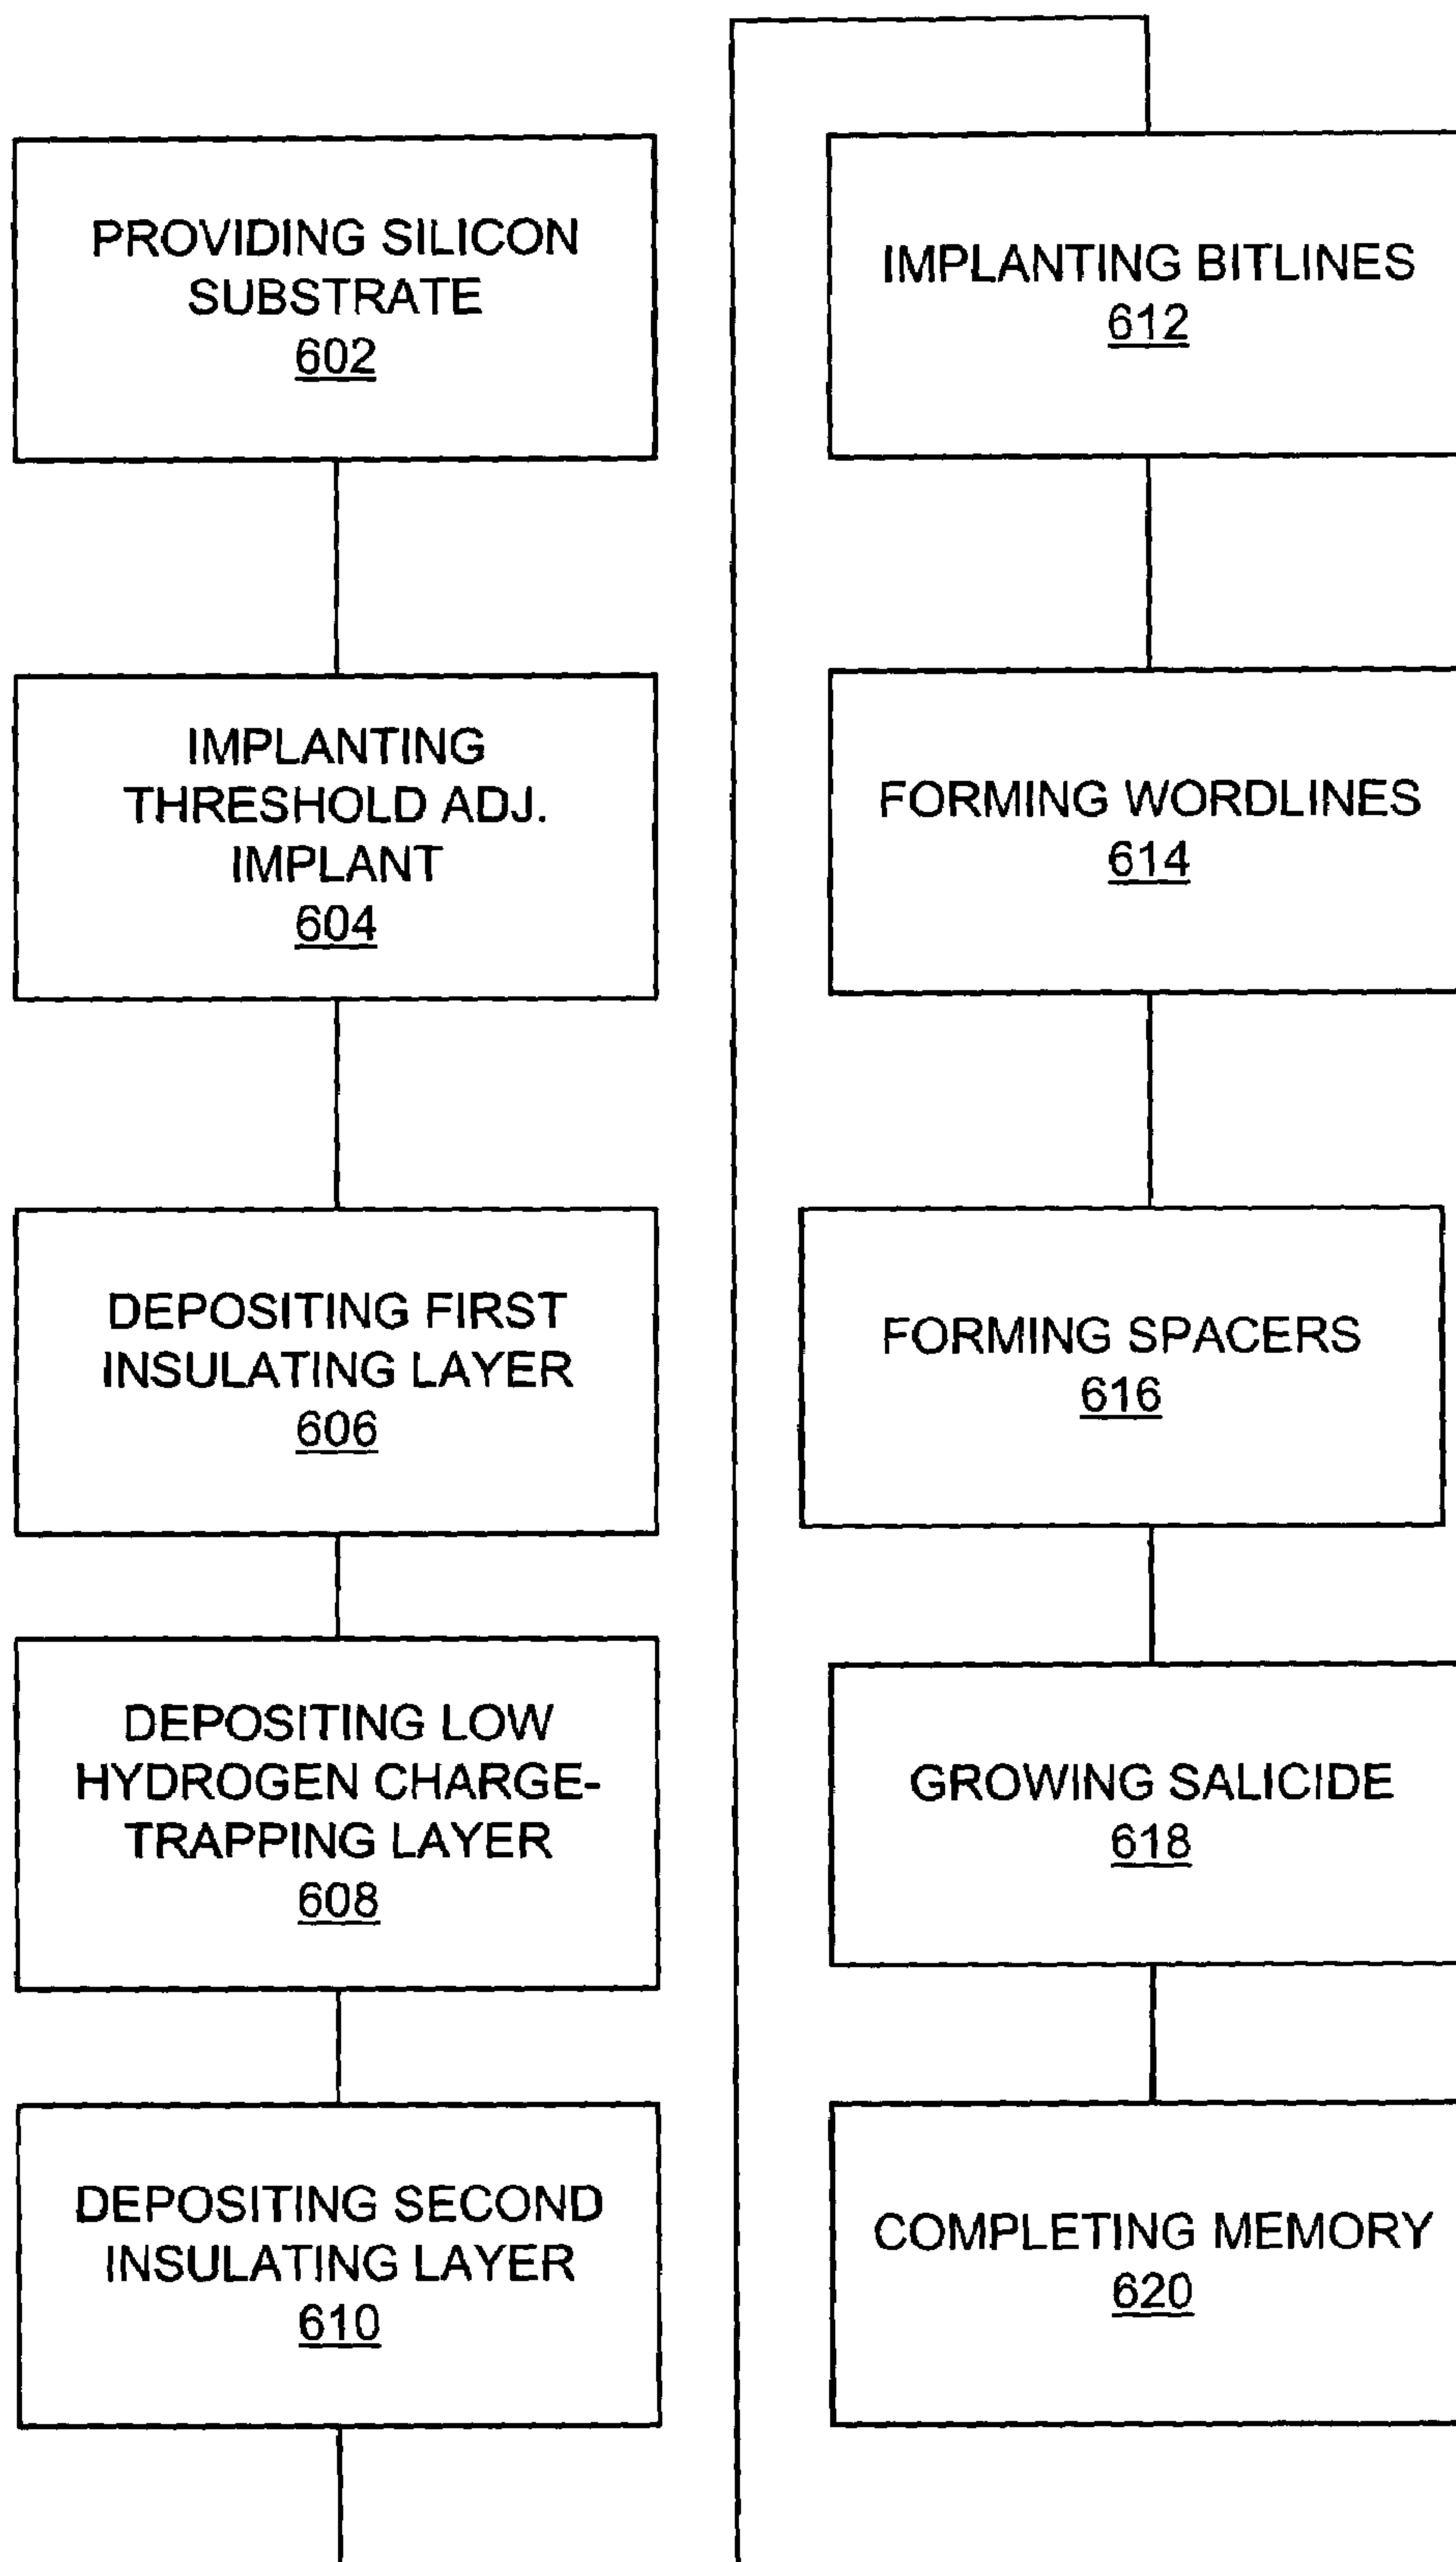 PROVIDING SILICON
SUBSTRATE
602
IMPLANTING
THRESHOLD ADJ.
IMPLANT
604
DEPOSITING FIRST
INSULATING LAYER
606
DEPOSITING LOW
HYDROGEN CHARGE-
TRAPPING LAYER
608
DEPOSITING SECOND
INSULATING LAYER
610
IMPLANTING BITLINES
612
FORMING WORDLINES
614
FORMING SPACERS
616
GROWING SALICIDE
618
COMPLETING MEMORY
620